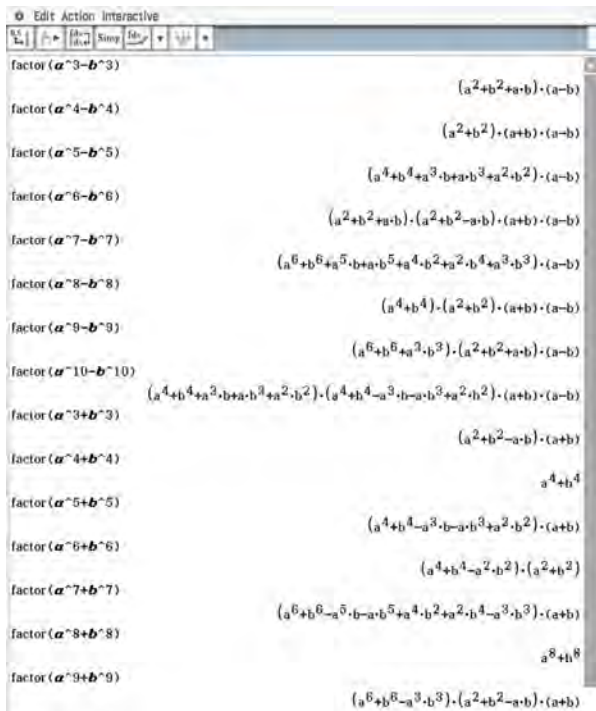 Edit Action Interactive
Simp
factor(a^3-b^3)
(a²+b²+a·b)·(a-b)
factor(a^4-b^4)
(a²+b²)·(a+b)·(a-b)
factor(a^5-b^5)
(a⁴+b⁴+a³·b+a·b³+a²·b²)·(a-b)
factor(a^6-b^6)
(a²+b²+a·b)·(a²+b²-a·b)·(a+b)·(a-b)
factor(a^7-b^7)
(a⁶+b⁶+a⁵·b+a·b⁵+a⁴·b²+a²·b⁴+a³·b³)·(a-b)
factor(a^8-b^8)
(a⁴+b⁴)·(a²+b²)·(a+b)·(a-b)
factor(a^9-b^9)
(a⁶+b⁶+a³·b³)·(a²+b²+a·b)·(a-b)
factor(a^10-b^10)
(a⁴+b⁴+a³·b+a·b³+a²·b²)·(a⁴+b⁴-a³·b-a·b³+a²·b²)·(a+b)·(a-b)
factor(a^3+b^3)
(a²+b²-a·b)·(a+b)
factor(a^4+b^4)
a⁴+b⁴
factor(a^5+b^5)
(a⁴+b⁴-a³·b-a·b³+a²·b²)·(a+b)
factor(a^6+b^6)
(a⁴+b⁴-a²·b²)·(a²+b²)
factor(a^7+b^7)
(a⁶+b⁶-a⁵·b-a·b⁵+a⁴·b²+a²·b⁴-a³·b³)·(a+b)
factor(a^8+b^8)
a⁸+b⁸
factor(a^9+b^9)
(a⁶+b⁶-a³·b³)·(a²+b²-a·b)·(a+b)